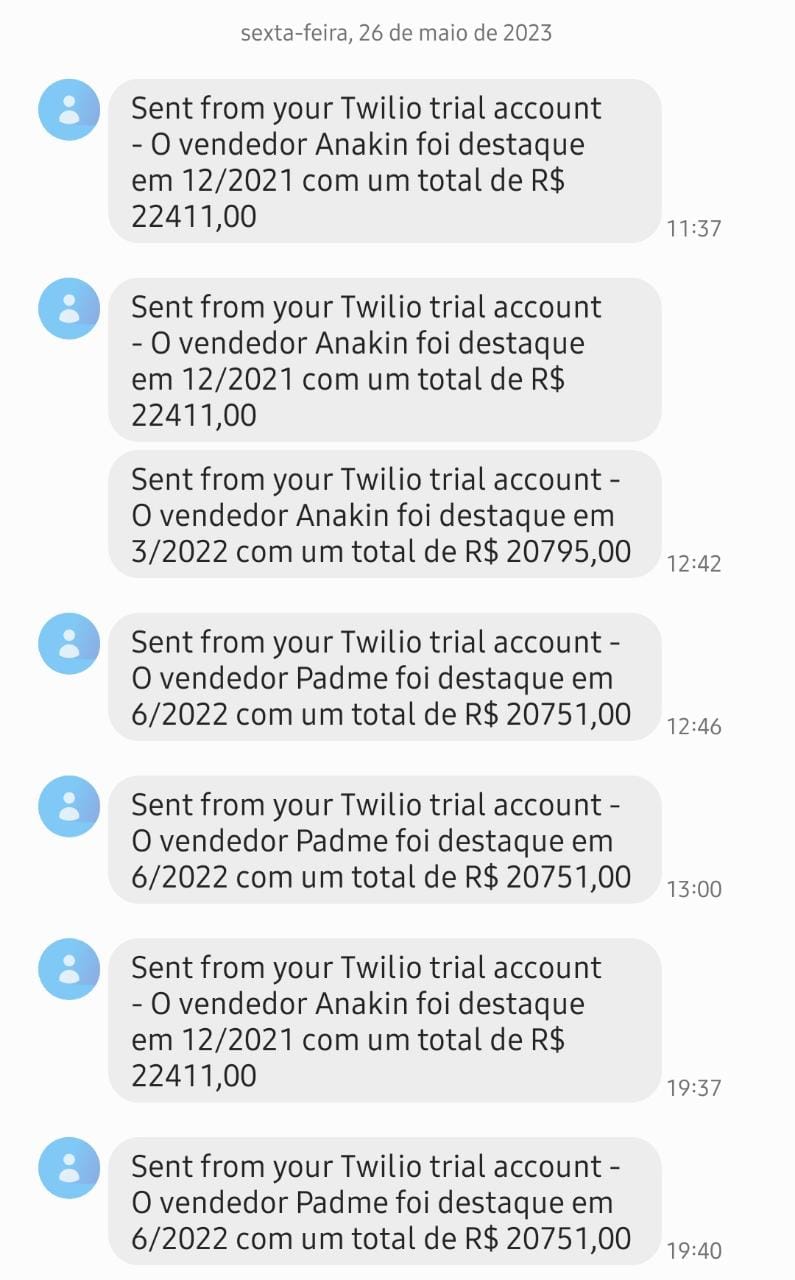 sexta-feira, 26 de maio de 2023
Sent from your Twilio trial account
- O vendedor Anakin foi destaque
em 12/2021 com um total de R$
22411,00
11:37
Sent from your Twilio trial account
- O vendedor Anakin foi destaque
em 12/2021 com um total de R$
22411,00
Sent from your Twilio trial account -
O vendedor Anakin foi destaque em
3/2022 com um total de R$ 20795,00
12:42
Sent from your Twilio trial account -
O vendedor Padme foi destaque em
6/2022 com um total de R$ 20751,00
12:46
Sent from your Twilio trial account -
O vendedor Padme foi destaque em
6/2022 com um total de R$ 20751,00
13:00
Sent from your Twilio trial account
- O vendedor Anakin foi destaque
em 12/2021 com um total de R$
22411,00
19:37
Sent from your Twilio trial account -
O vendedor Padme foi destaque em
6/2022 com um total de R$ 20751,00
19:40